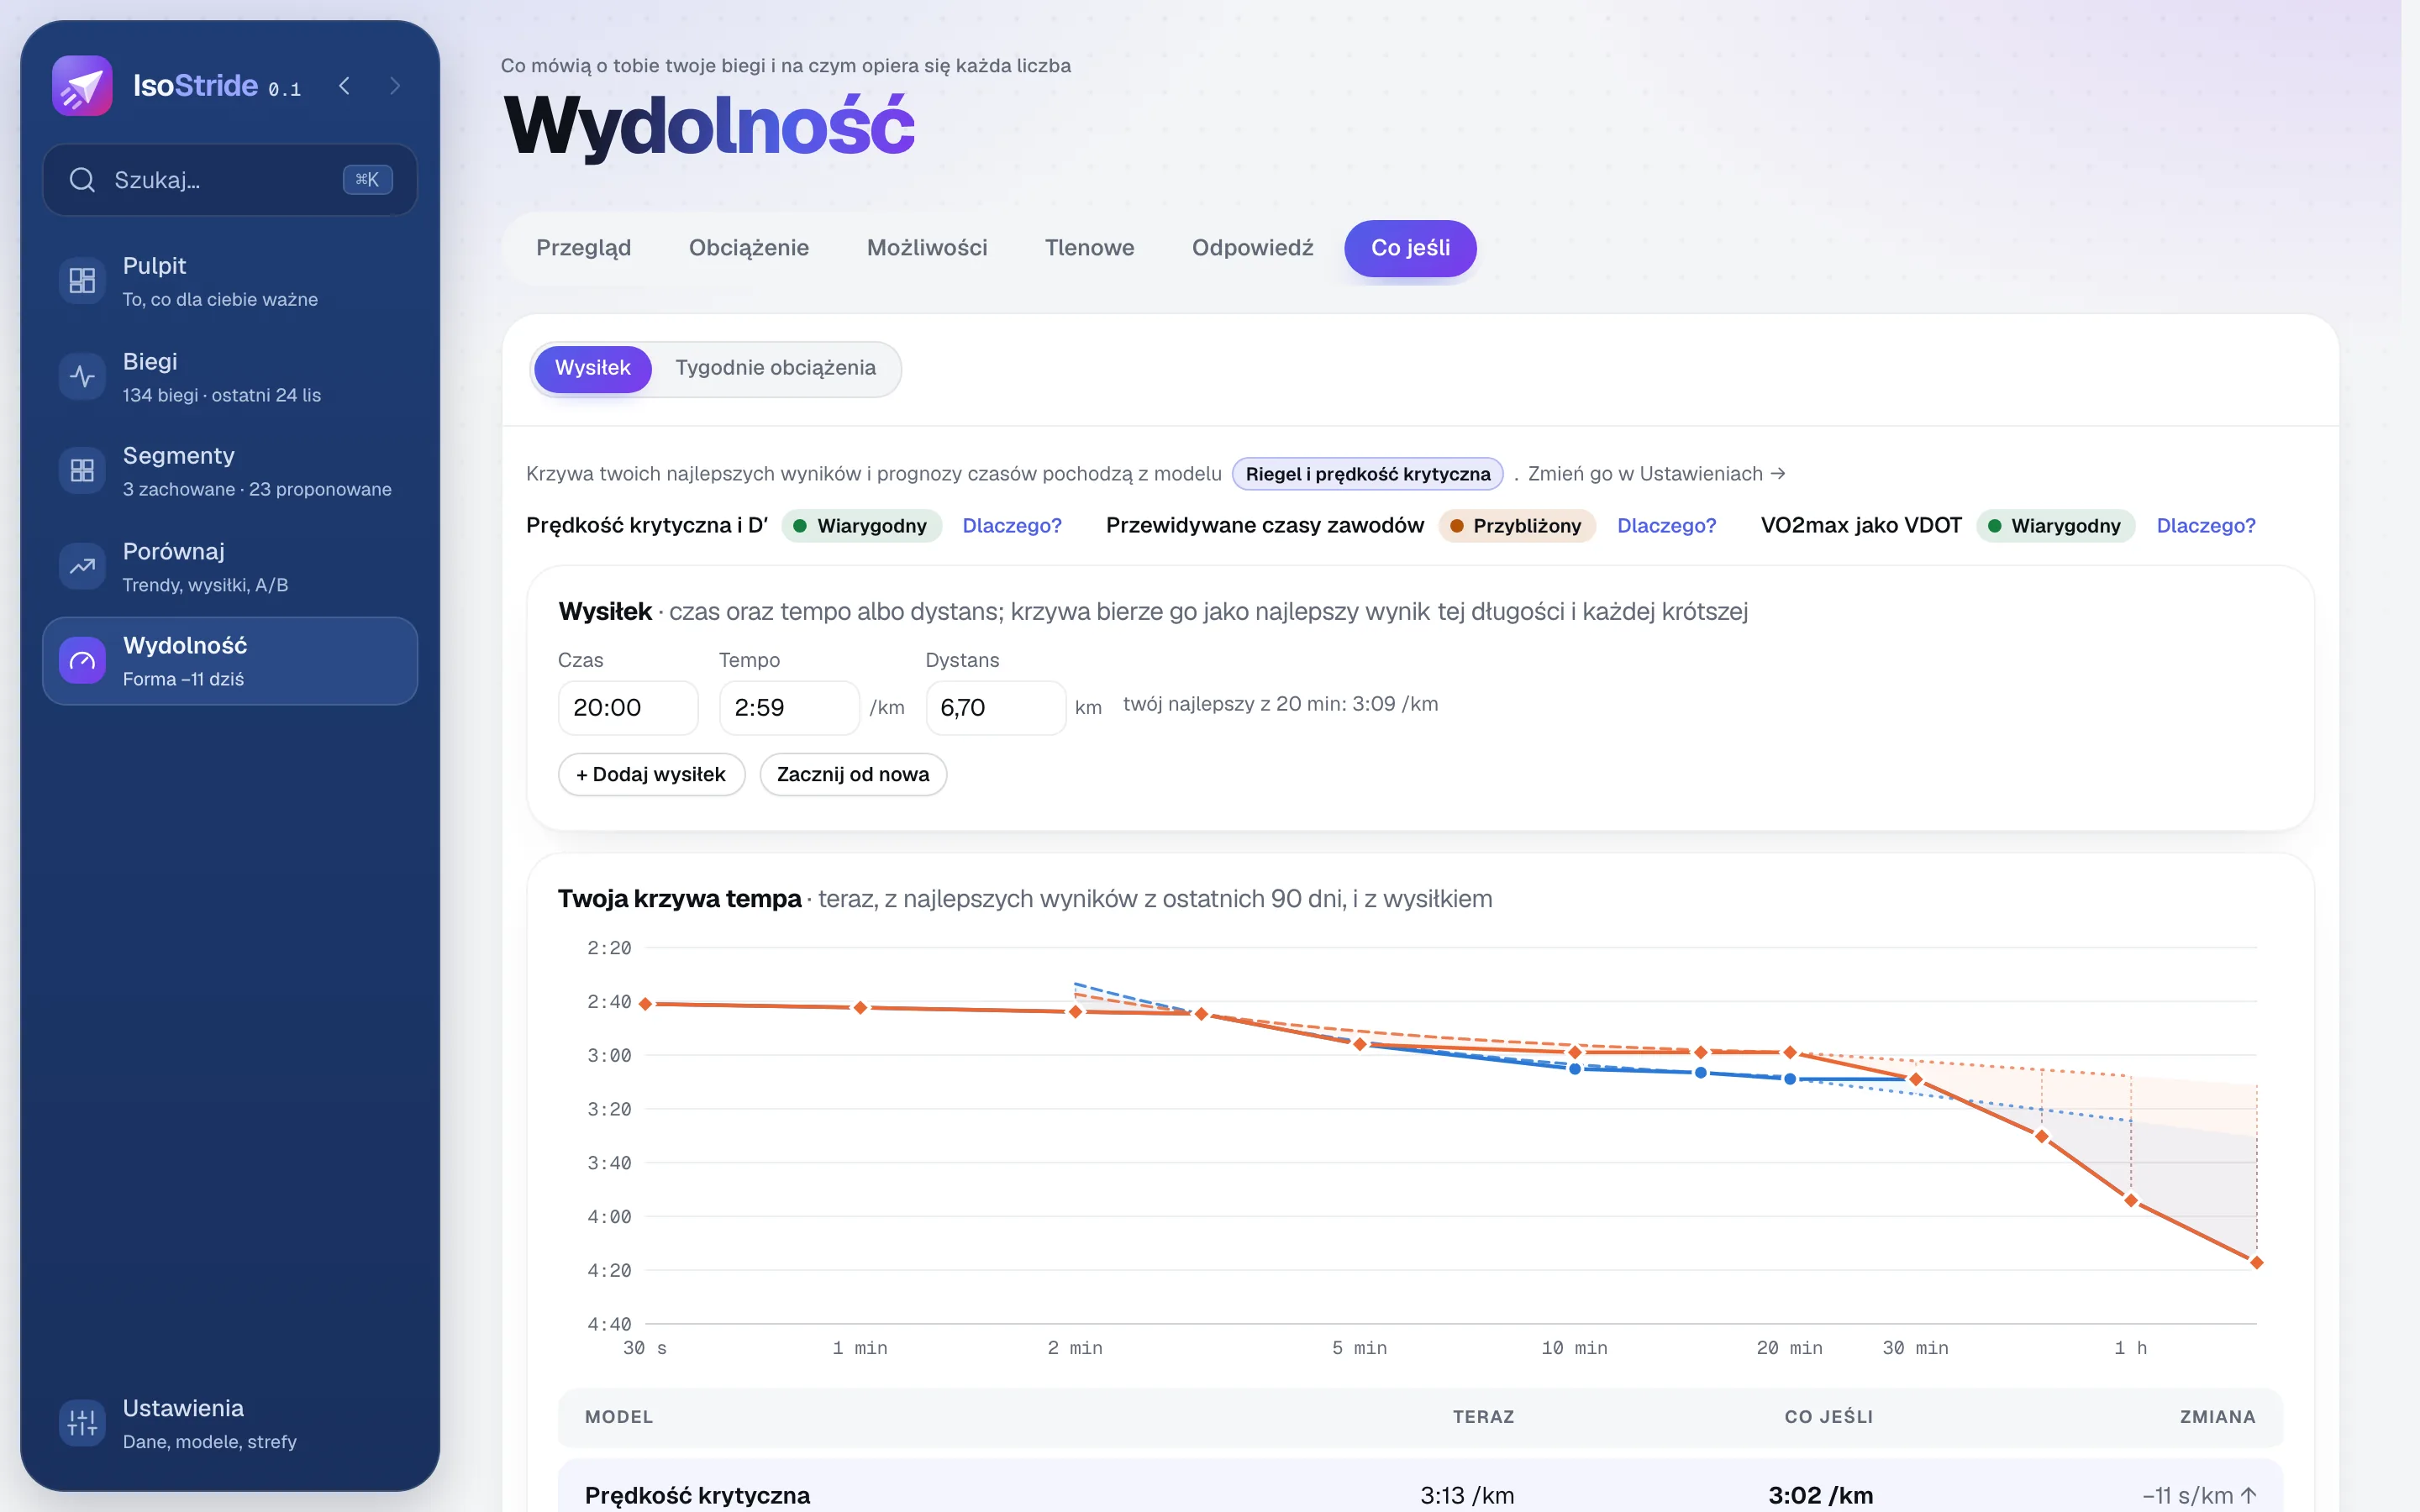 IsoStride 0.1
Szukaj... ⌘K
Pulpit
To, co dla ciebie ważne
Biegi
134 biegi · ostatni 24 lis
Segmenty
3 zachowane · 23 proponowane
Porównaj
Trendy, wysiłki, A/B
Wydolność
Forma −11 dziś
Ustawienia
Dane, modele, strefy
Co mówią o tobie twoje biegi i na czym opiera się każda liczba
Wydolność
Przegląd Obciążenie Możliwości Tlenowe Odpowiedź Co jeśli
Wysiłek Tygodnie obciążenia
Krzywa twoich najlepszych wyników i prognozy czasów pochodzą z modelu Riegel i prędkość krytyczna . Zmień go w Ustawieniach →
Prędkość krytyczna i D′ Wiarygodny Dlaczego? Przewidywane czasy zawodów Przybliżony Dlaczego? VO2max jako VDOT Wiarygodny Dlaczego?
Wysiłek · czas oraz tempo albo dystans; krzywa bierze go jako najlepszy wynik tej długości i każdej krótszej
Czas Tempo Dystans
20:00 2:59 /km 6,70 km twój najlepszy z 20 min: 3:09 /km
+ Dodaj wysiłek Zacznij od nowa
Twoja krzywa tempa · teraz, z najlepszych wyników z ostatnich 90 dni, i z wysiłkiem
2:20
2:40
3:00
3:20
3:40
4:00
4:20
4:40
30 s 1 min 2 min 5 min 10 min 20 min 30 min 1 h
MODEL TERAZ CO JEŚLI ZMIANA
Prędkość krytyczna 3:13 /km 3:02 /km −11 s/km ↑